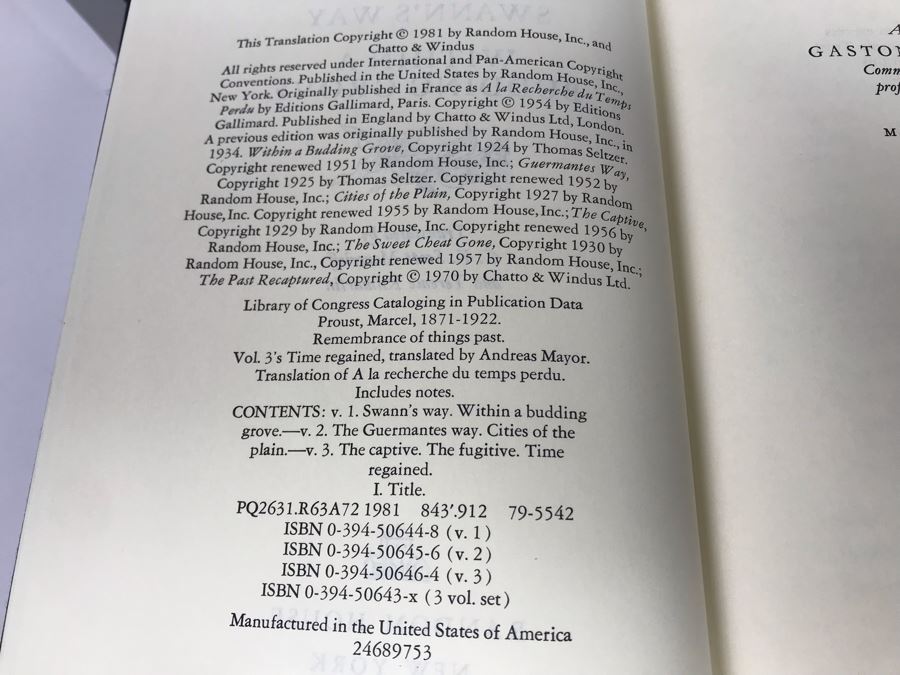 This Translation Copyright © 1981 by Random House, Inc., and
Chatto & Windus
All rights reserved under International and Pan-American Copyright
Conventions. Published in the United States by Random House, Inc.,
New York. Originally published in France as A la Recherche du Temps
Perdu by Editions Gallimard, Paris. Copyright © 1954 by Editions
Gallimard. Published in England by Chatto & Windus Ltd, London.
A previous edition was originally published by Random House, Inc., in
1934. Within a Budding Grove, Copyright 1924 by Thomas Seltzer.
Copyright renewed 1951 by Random House, Inc.; Guermantes Way,
Copyright 1925 by Thomas Seltzer. Copyright renewed 1952 by
Random House, Inc.; Cities of the Plain, Copyright 1927 by Random
House, Inc. Copyright renewed 1955 by Random House, Inc.; The Captive,
Copyright 1929 by Random House, Inc. Copyright renewed 1956 by
Random House, Inc.; The Sweet Cheat Gone, Copyright 1930 by
Random House, Inc., Copyright renewed 1957 by Random House, Inc.;
The Past Recaptured, Copyright © 1970 by Chatto & Windus Ltd.
Library of Congress Cataloging in Publication Data
Proust, Marcel, 1871-1922.
Remembrance of things past.
Vol. 3's Time regained, translated by Andreas Mayor.
Translation of A la recherche du temps perdu.
Includes notes.
CONTENTS: v. 1. Swann's way. Within a budding
grove.—v. 2. The Guermantes way. Cities of the
plain.—v. 3. The captive. The fugitive. Time
regained.
I. Title.
PQ2631.R63A72 1981 843'.912 79-5542
ISBN 0-394-50644-8 (v. 1)
ISBN 0-394-50645-6 (v. 2)
ISBN 0-394-50646-4 (v. 3)
ISBN 0-394-50643-x (3 vol. set)
Manufactured in the United States of America
24689753
GASTON